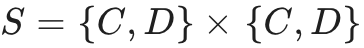 S = {C, D} × {C, D}